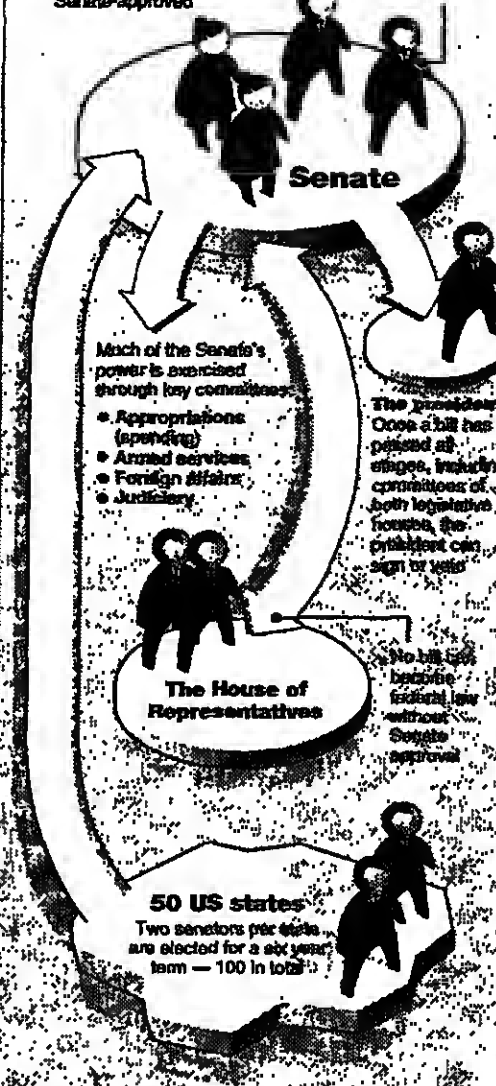 Senate-approved
Senate
Much of the Senate's
power is exercised
through key committees:
• Appropriations
(spending)
• Armed services
• Foreign affairs
• Judiciary
The president
Once a bill has
passed all
stages, includin
committees of
both legislative
houses, the
president can
sign or veto
The House of
Representatives
No bill can
become
federal law
without
Senate
approval
50 US states
Two senators per state
are elected for a six year
term — 100 in total